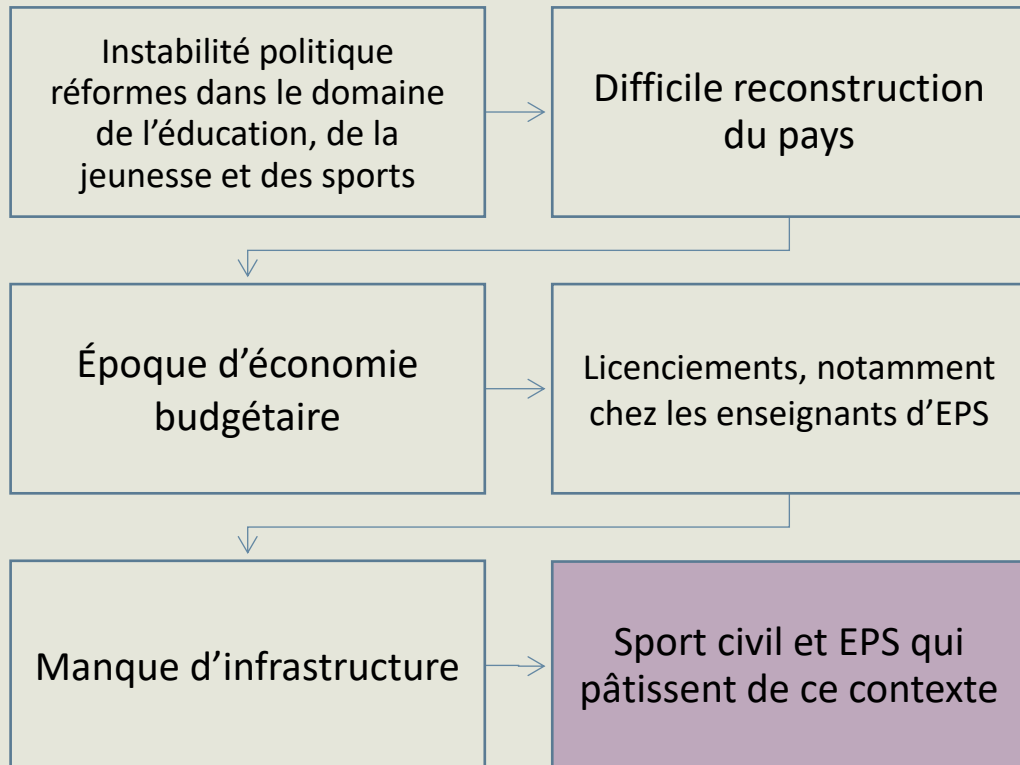 Instabilité politique
réformes dans le domaine
de l’éducation, de la
jeunesse et des sports
Difficile reconstruction
du pays
Époque d’économie
budgétaire
Licenciements, notamment
chez les enseignants d’EPS
Manque d’infrastructure
Sport civil et EPS qui
pâtissent de ce contexte